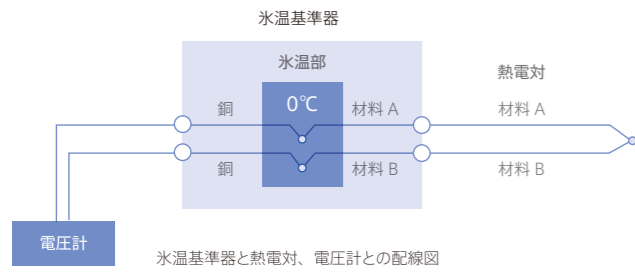 氷温基準器
氷温部
熱電対
銅
0℃
材料 A
材料 A
銅
材料 B
材料 B
電圧計
氷温基準器と熱電対、電圧計との配線図